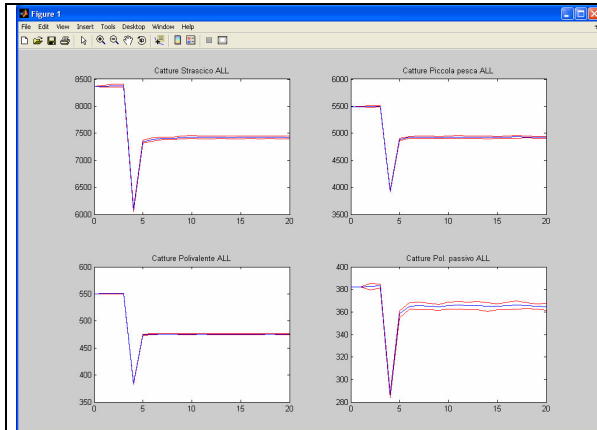 Figure 1
File Edit View Insert Tools Desktop Window Help
Catture Strascico ALL
8500
8000
7500
7000
6500
6000
0 5 10 15 20
Catture Piccola pesca ALL
6000
5500
5000
4500
4000
3500
0 5 10 15 20
Catture Polivalente ALL
600
550
500
450
400
350
0 5 10 15 20
Catture Pol. passivo ALL
400
380
360
340
320
300
280
0 5 10 15 20